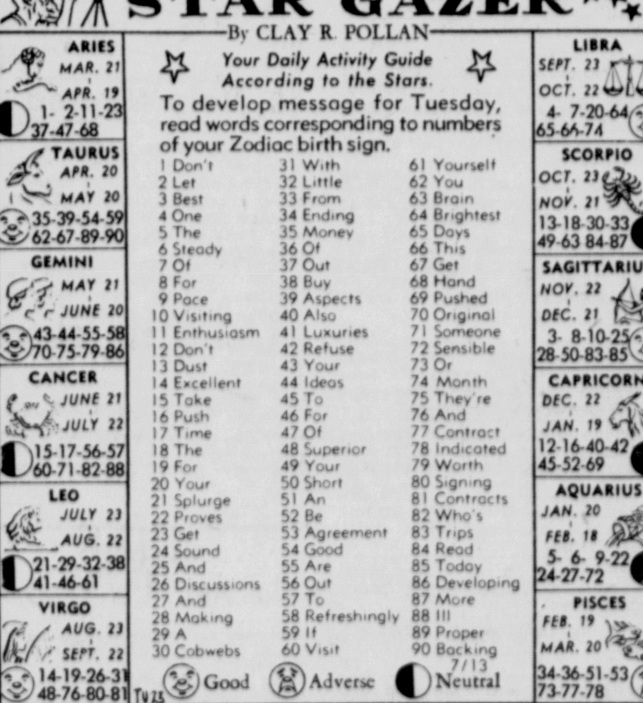 STAR GAZER
By CLAY R. POLLAN
Your Daily Activity Guide
According to the Stars.
To develop message for Tuesday,
read words corresponding to numbers
of your Zodiac birth sign.
ARIES
MAR. 21
APR. 19
1- 2-11-23
37-47-68
TAURUS
APR. 20
MAY 20
35-39-54-59
62-67-89-90
GEMINI
MAY 21
JUNE 20
43-44-55-58
70-75-79-86
CANCER
JUNE 21
JULY 22
15-17-56-57
60-71-82-88
LEO
JULY 23
AUG. 22
21-29-32-38
41-46-61
VIRGO
AUG. 23
SEPT. 22
14-19-26-31
48-76-80-81
1 Don't
2 Let
3 Best
4 One
5 The
6 Steady
7 Of
8 For
9 Pace
10 Visiting
11 Enthusiasm
12 Don't
13 Dust
14 Excellent
15 Take
16 Push
17 Time
18 The
19 For
20 Your
21 Splurge
22 Proves
23 Get
24 Sound
25 And
26 Discussions
27 And
28 Making
29 A
30 Cobwebs
31 With
32 Little
33 From
34 Ending
35 Money
36 Of
37 Out
38 Buy
39 Aspects
40 Also
41 Luxuries
42 Refuse
43 Your
44 Ideas
45 To
46 For
47 Of
48 Superior
49 Your
50 Short
51 An
52 Be
53 Agreement
54 Good
55 Are
56 Out
57 To
58 Refreshingly
59 If
60 Visit
61 Yourself
62 You
63 Brain
64 Brightest
65 Days
66 This
67 Get
68 Hand
69 Pushed
70 Original
71 Someone
72 Sensible
73 Or
74 Month
75 They're
76 And
77 Contract
78 Indicated
79 Worth
80 Signing
81 Contracts
82 Who's
83 Trips
84 Read
85 Today
86 Developing
87 More
88 Ill
89 Proper
90 Backing
7/13
Good
Adverse
Neutral
LIBRA
SEPT. 23
OCT. 22
4- 7-20-64
65-66-74
SCORPIO
OCT. 23
NOV. 21
13-18-30-33
49-63-84-87
SAGITTARIU
NOV. 22
DEC. 21
3- 8-10-25
28-50-83-85
CAPRICORN
DEC. 22
JAN. 19
12-16-40-42
45-52-69
AQUARIUS
JAN. 20
FEB. 18
5- 6- 9-22
24-27-72
PISCES
FEB. 19
MAR. 20
34-36-51-53
73-77-78